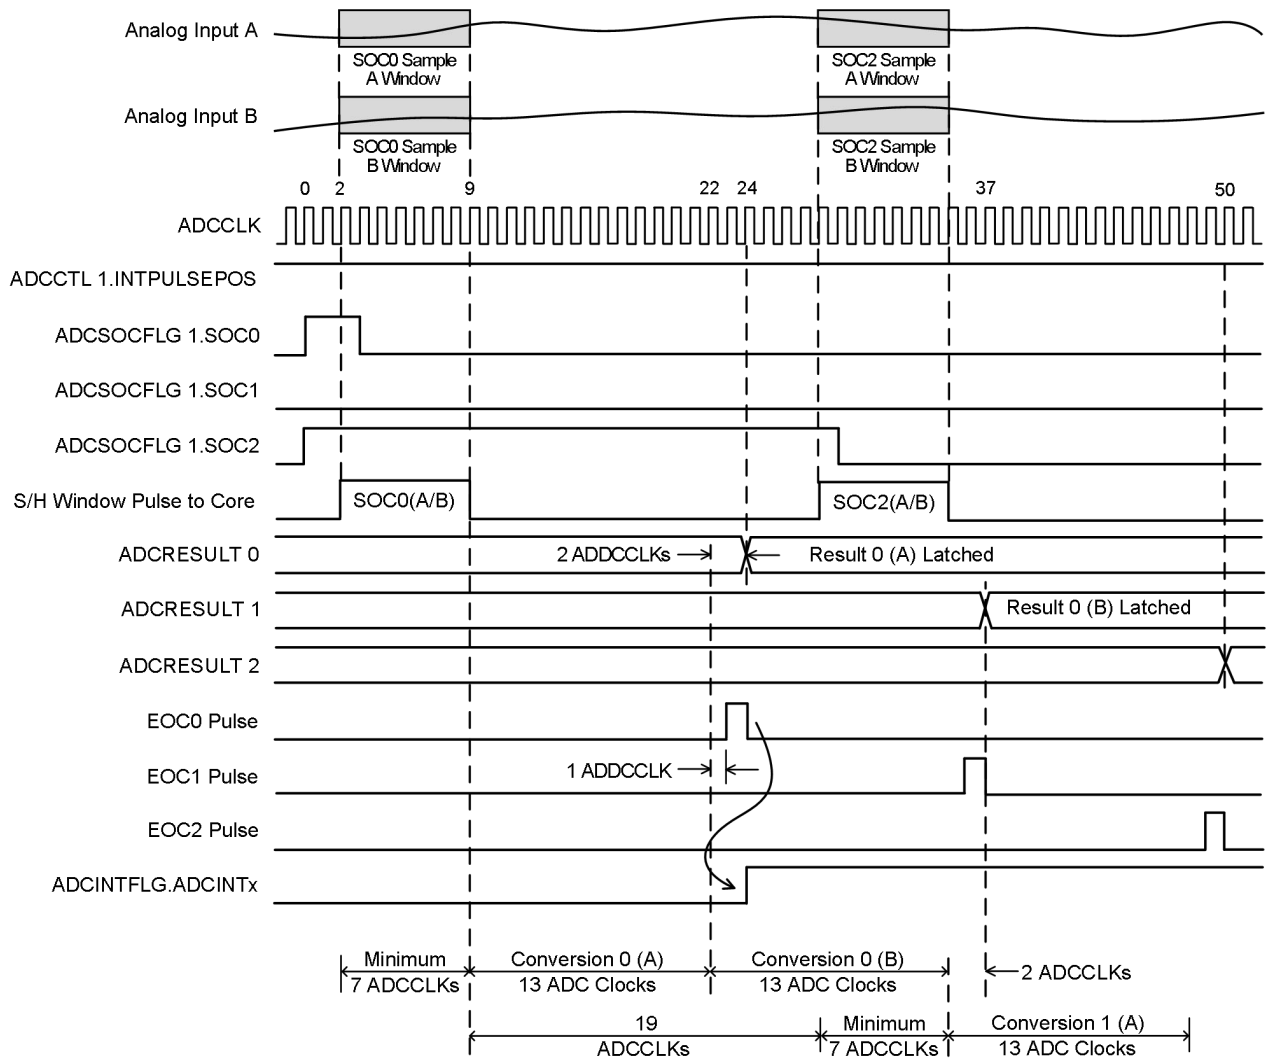 Analog Input A
SOC0 Sample
A Window
SOC2 Sample
A Window
Analog Input B
SOC0 Sample
B Window
SOC2 Sample
B Window
0 2 9 22 24 37 50
ADCCLK
ADCCTL 1.INTPULSEPOS
ADCSOCFLG 1.SOC0
ADCSOCFLG 1.SOC1
ADCSOCFLG 1.SOC2
S/H Window Pulse to Core
SOC0(A/B)
SOC2(A/B)
ADCRESULT 0
2 ADDCCLKs
Result 0 (A) Latched
ADCRESULT 1
Result 0 (B) Latched
ADCRESULT 2
EOC0 Pulse
EOC1 Pulse
1 ADDCCLK
EOC2 Pulse
ADCINTFLG.ADCINTx
Minimum
7 ADCCLKs
Conversion 0 (A)
13 ADC Clocks
Conversion 0 (B)
13 ADC Clocks
2 ADCCLKs
19
ADCCLKs
Minimum
7 ADCCLKs
Conversion 1 (A)
13 ADC Clocks